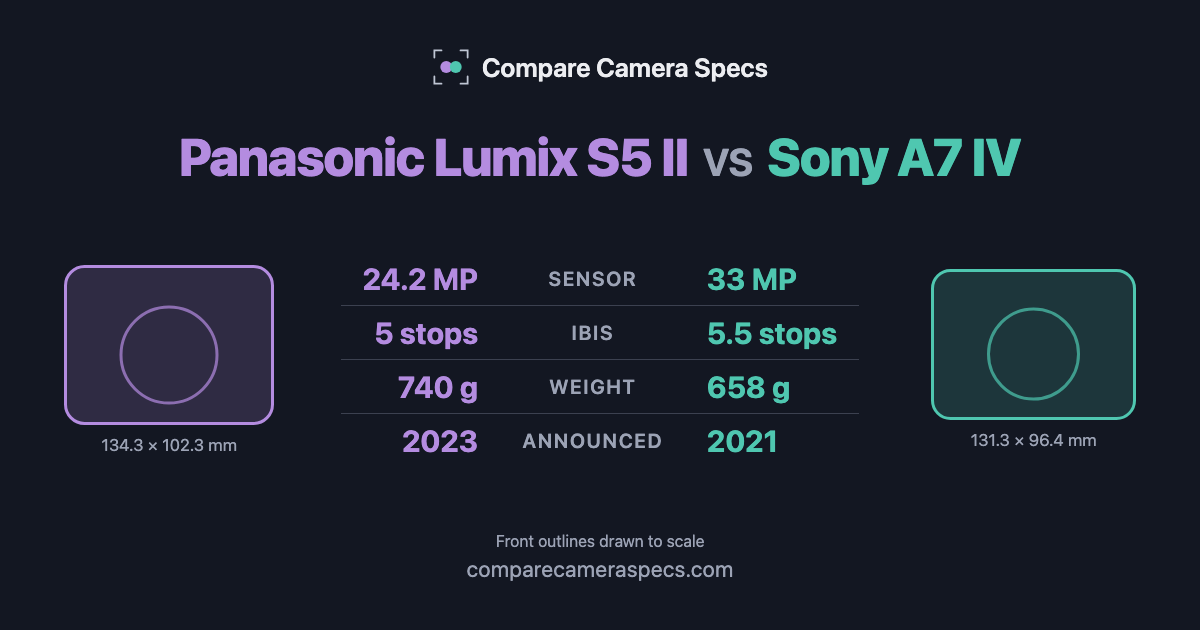 Compare Camera Specs
Panasonic Lumix S5 II vs Sony A7 IV
24.2 MP SENSOR 33 MP
5 stops IBIS 5.5 stops
740 g WEIGHT 658 g
2023 ANNOUNCED 2021
134.3 × 102.3 mm
131.3 × 96.4 mm
Front outlines drawn to scale
comparecameraspecs.com